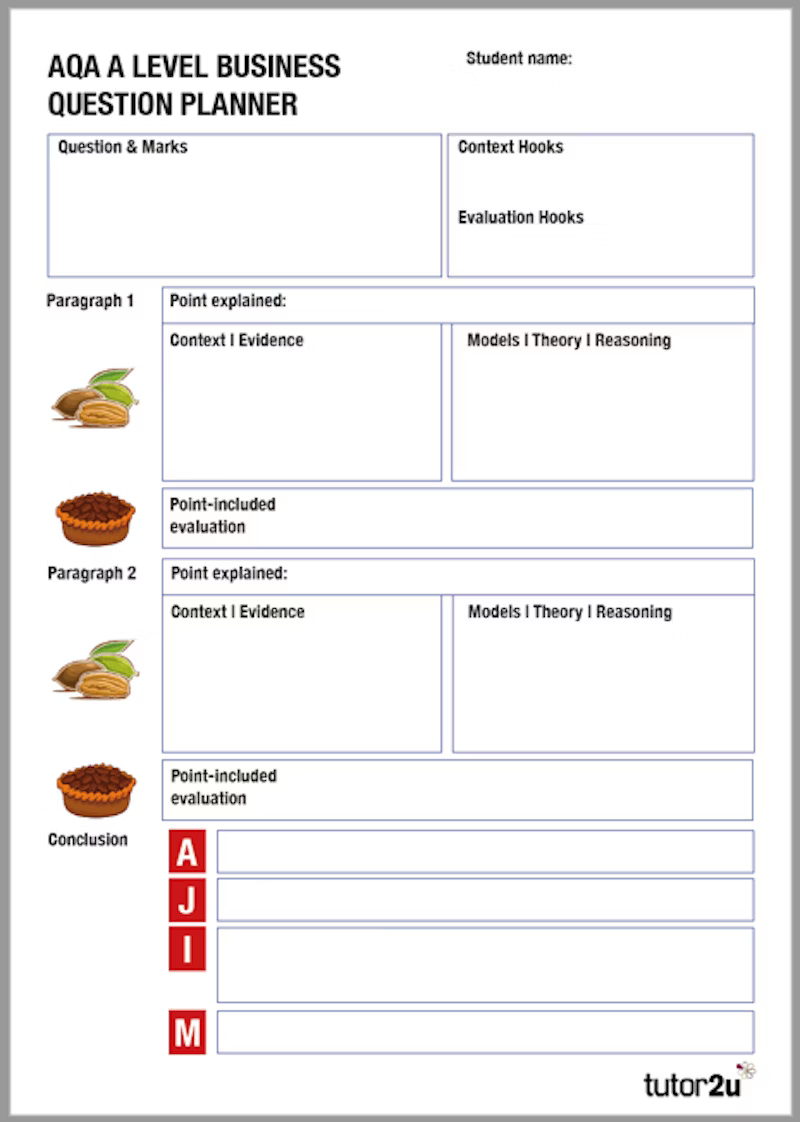 AQA A LEVEL BUSINESS
QUESTION PLANNER
Student name:
Question & Marks
Context Hooks
Evaluation Hooks
Paragraph 1
Point explained:
Context | Evidence
Models | Theory | Reasoning
Point-included
evaluation
Paragraph 2
Point explained:
Context | Evidence
Models | Theory | Reasoning
Point-included
evaluation
Conclusion
A
J
I
M
tutor2u